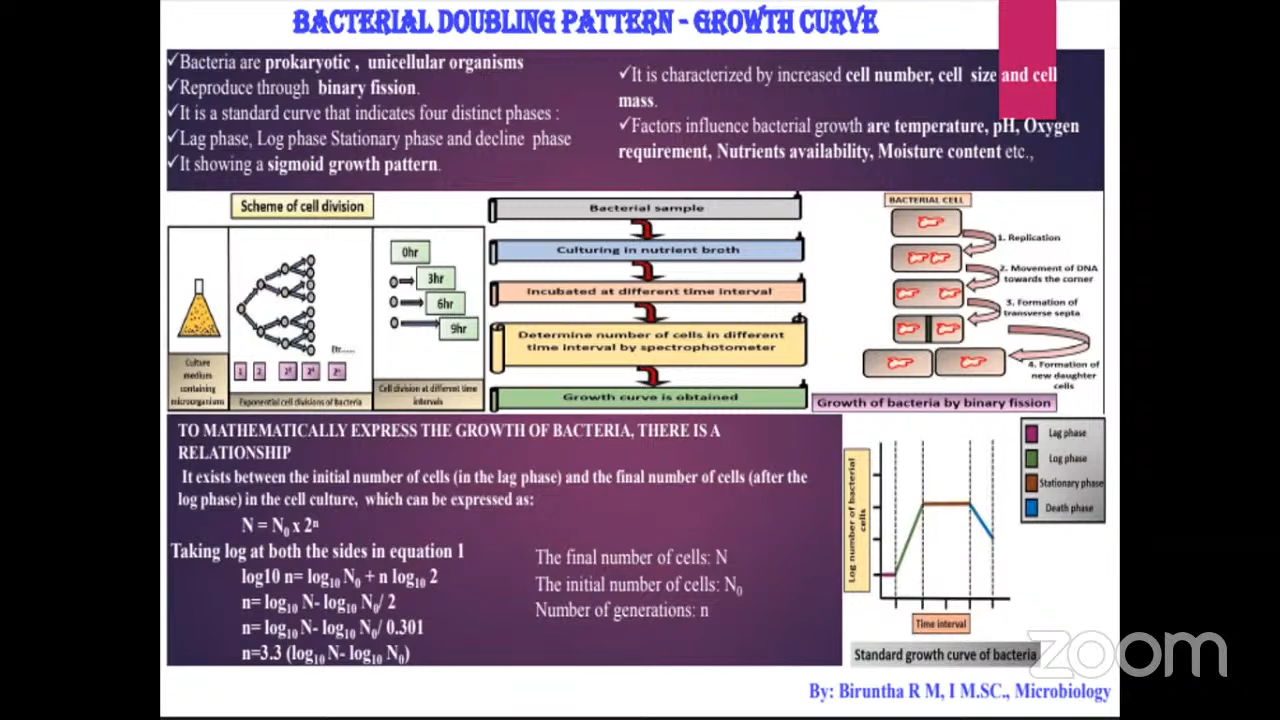 BACTERIAL DOUBLING PATTERN - GROWTH CURVE
✓Bacteria are prokaryotic , unicellular organisms
✓Reproduce through binary fission.
✓It is a standard curve that indicates four distinct phases :
✓Lag phase, Log phase Stationary phase and decline phase
✓It showing a sigmoid growth pattern.
✓It is characterized by increased cell number, cell size and cell
mass.
✓Factors influence bacterial growth are temperature, pH, Oxygen
requirement, Nutrients availability, Moisture content etc.,
Scheme of cell division
0hr
3hr
6hr
9hr
Etc.....
1 2 2² 2³ 2ⁿ
Culture
medium
containing
microorganisms
Exponential cell divisions of bacteria
Cell division at different time
intervals
Bacterial sample
Culturing in nutrient broth
Incubated at different time interval
Determine number of cells in different
time interval by spectrophotometer
Growth curve is obtained
BACTERIAL CELL
1. Replication
2. Movement of DNA
towards the corner
3. Formation of
transverse septa
4. Formation of
new daughter
cells
Growth of bacteria by binary fission
TO MATHEMATICALLY EXPRESS THE GROWTH OF BACTERIA, THERE IS A
RELATIONSHIP
It exists between the initial number of cells (in the lag phase) and the final number of cells (after the
log phase) in the cell culture, which can be expressed as:
N = N₀ x 2ⁿ
Taking log at both the sides in equation 1
log10 n= log₁₀ N₀ + n log₁₀ 2
n= log₁₀ N- log₁₀ N₀/ 2
n= log₁₀ N- log₁₀ N₀/ 0.301
n=3.3 (log₁₀ N- log₁₀ N₀)
The final number of cells: N
The initial number of cells: N₀
Number of generations: n
Log number of bacterial
cells
Time interval
Lag phase
Log phase
Stationary phase
Death phase
Standard growth curve of bacteria
zoom
By: Biruntha R M, I M.SC., Microbiology